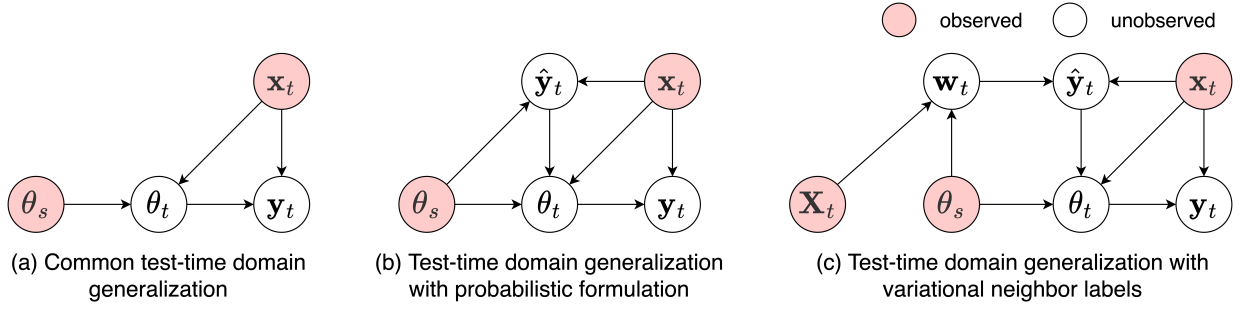 observed unobserved
x_t
θ_s θ_t y_t
(a) Common test-time domain
generalization
ŷ_t x_t
θ_s θ_t y_t
(b) Test-time domain generalization
with probabilistic formulation
w_t ŷ_t x_t
X_t θ_s θ_t y_t
(c) Test-time domain generalization with
variational neighbor labels